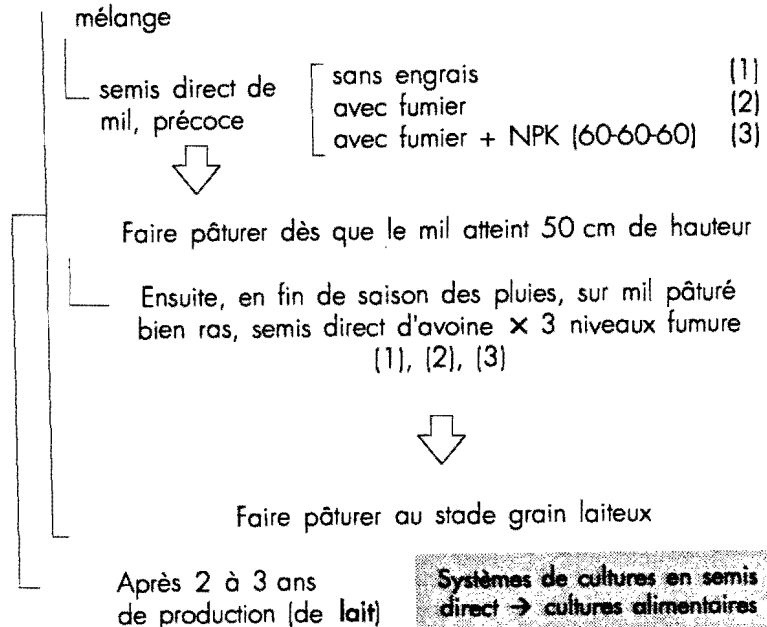 mélange
semis direct de
mil, précoce
sans engrais (1)
avec fumier (2)
avec fumier + NPK (60-60-60) (3)
Faire pâturer dès que le mil atteint 50 cm de hauteur
Ensuite, en fin de saison des pluies, sur mil pâturé
bien ras, semis direct d'avoine × 3 niveaux fumure
(1), (2), (3)
Faire pâturer au stade grain laiteux
Après 2 à 3 ans
de production (de lait)
Systèmes de cultures en semis
direct → cultures alimentaires